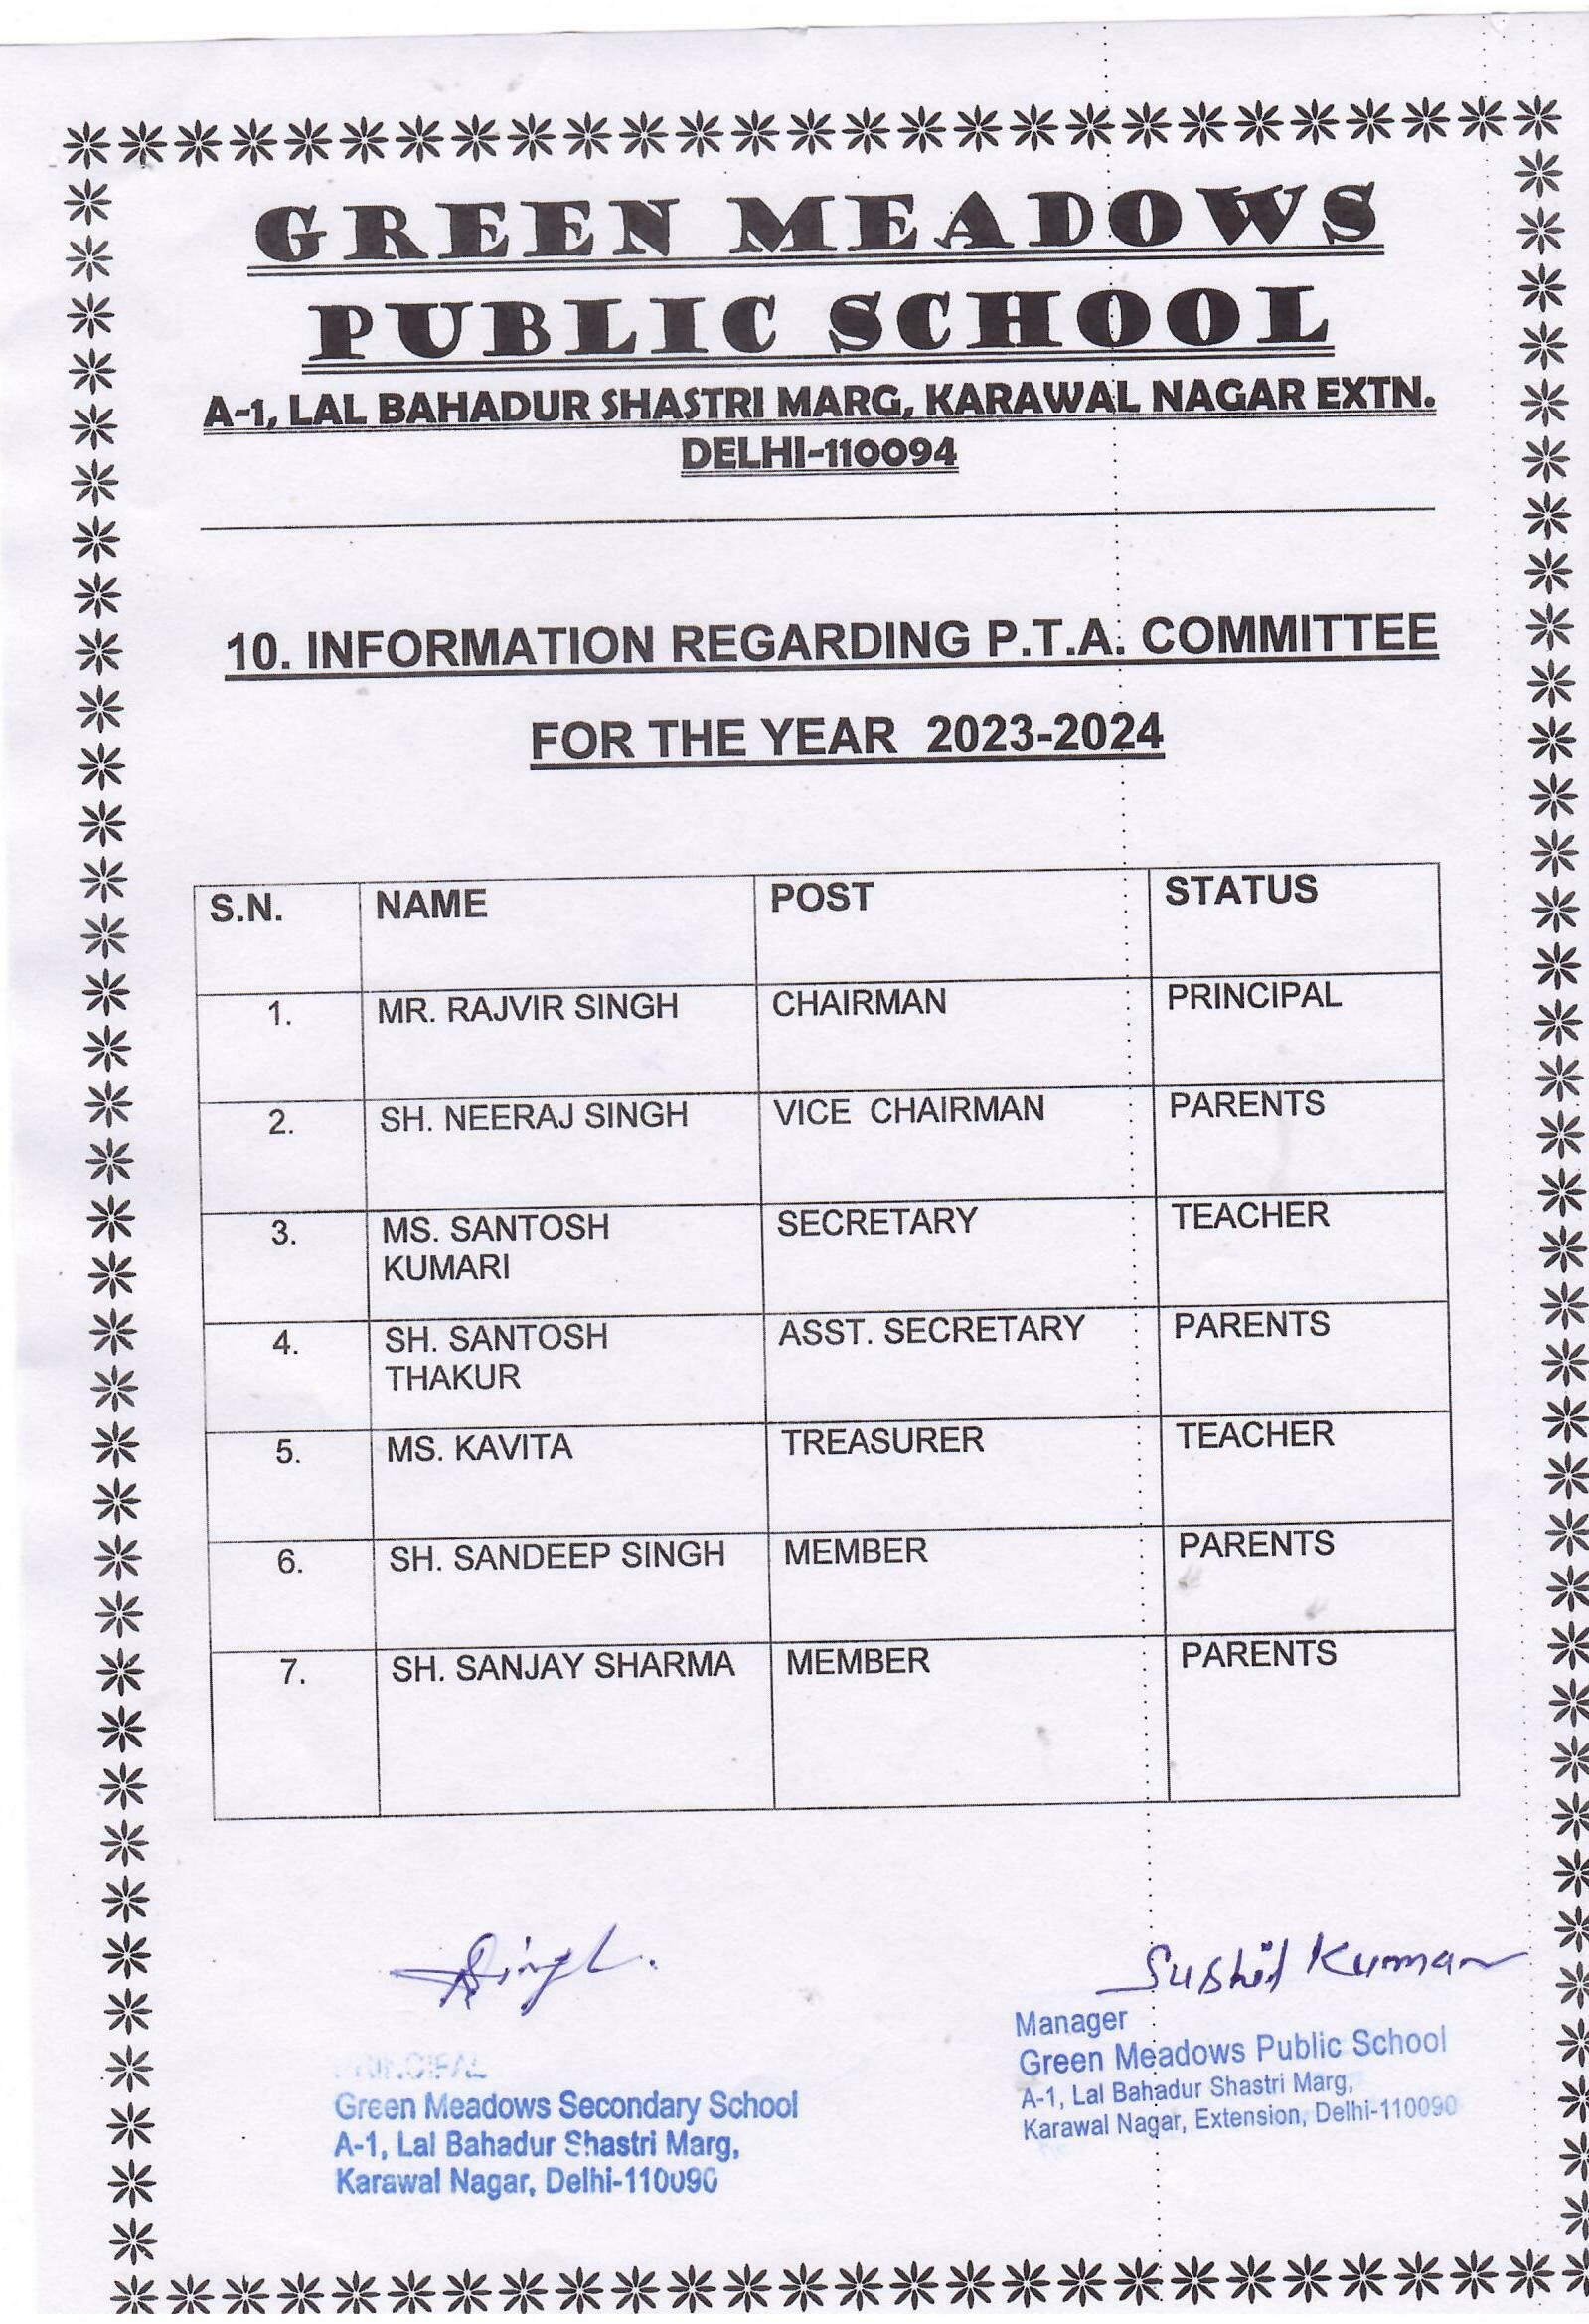 GREEN MEADOWS
PUBLIC SCHOOL
A-1, LAL BAHADUR SHASTRI MARG, KARAWAL NAGAR EXTN.
DELHI-110094
10. INFORMATION REGARDING P.T.A. COMMITTEE
FOR THE YEAR 2023-2024
S.N. NAME POST STATUS
1. MR. RAJVIR SINGH CHAIRMAN PRINCIPAL
2. SH. NEERAJ SINGH VICE CHAIRMAN PARENTS
3. MS. SANTOSH SECRETARY TEACHER
KUMARI
4. SH. SANTOSH ASST. SECRETARY PARENTS
THAKUR
5. MS. KAVITA TREASURER TEACHER
6. SH. SANDEEP SINGH MEMBER PARENTS
7. SH. SANJAY SHARMA MEMBER PARENTS
Singh.
PRINCIPAL
Green Meadows Secondary School
A-1, Lal Bahadur Shastri Marg,
Karawal Nagar, Delhi-110090
Sushil Kumar
Manager
Green Meadows Public School
A-1, Lal Bahadur Shastri Marg,
Karawal Nagar, Extension, Delhi-110090